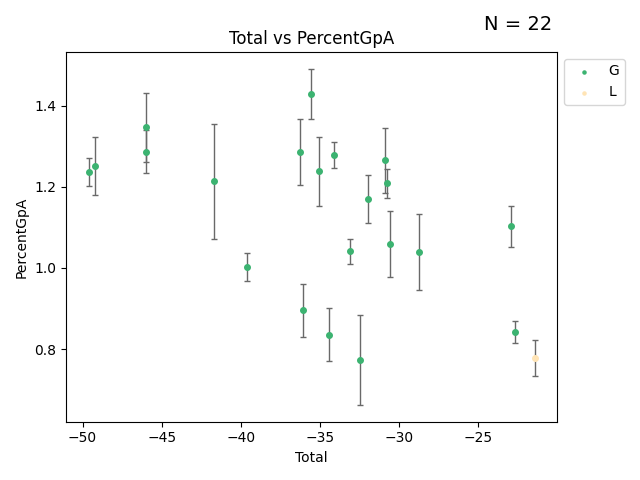 N = 22
Total vs PercentGpA
G
L
1.4
1.2
1.0
0.8
PercentGpA
−50
−45
−40
−35
−30
−25
Total